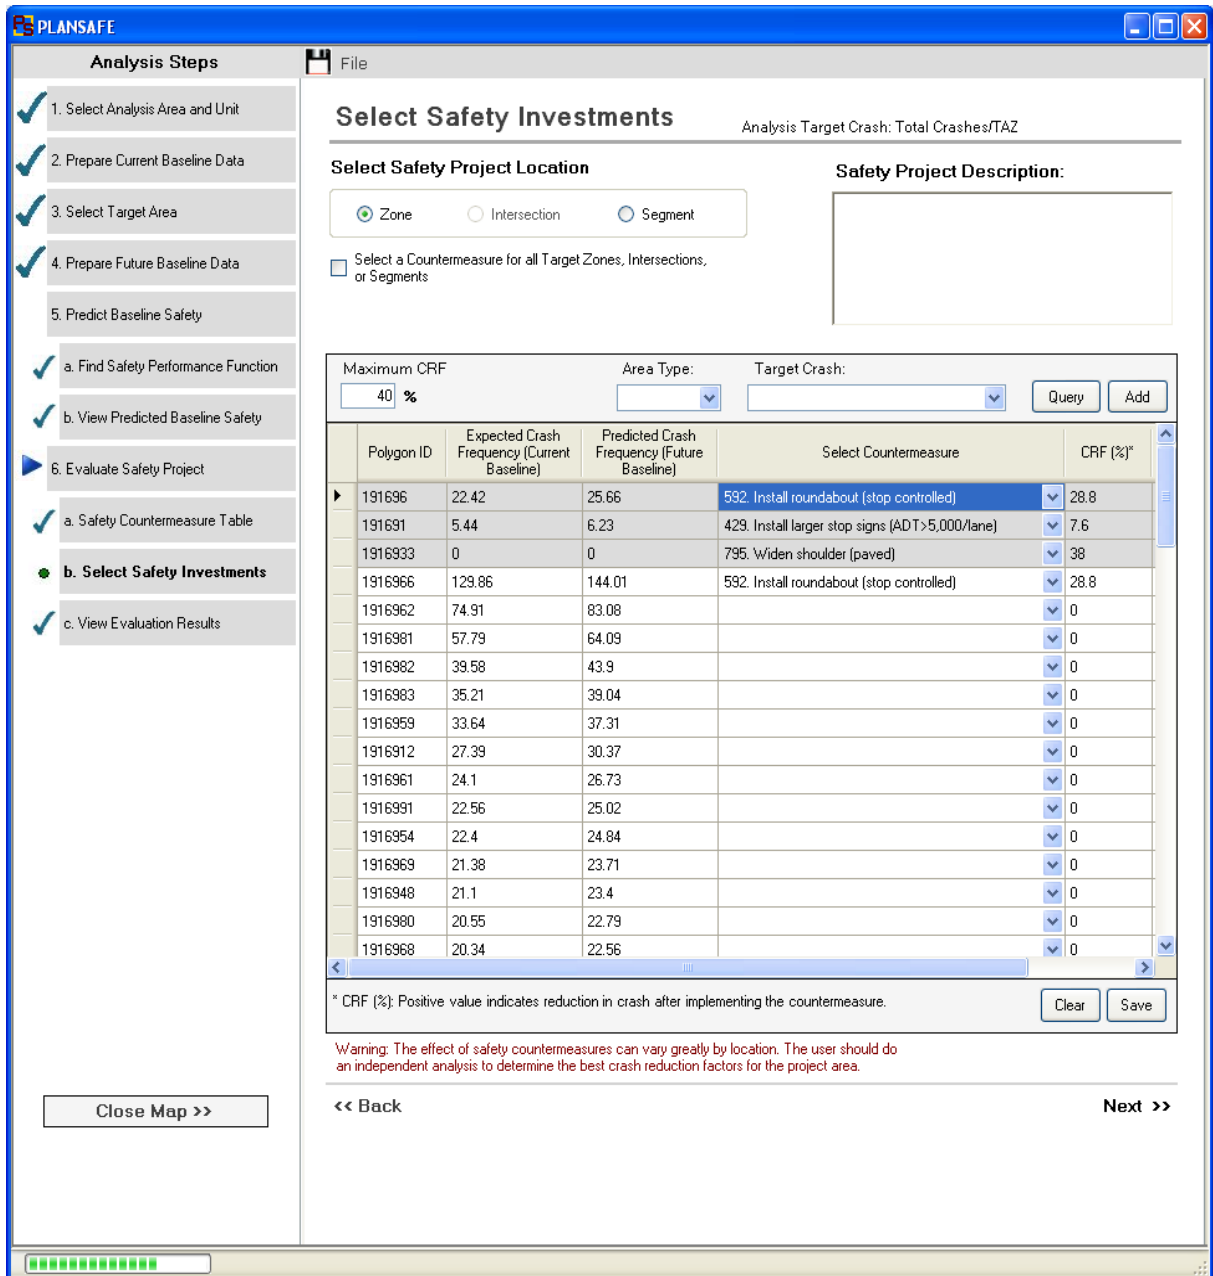 PS PLANSAFE
Analysis Steps
File
1. Select Analysis Area and Unit
2. Prepare Current Baseline Data
3. Select Target Area
4. Prepare Future Baseline Data
5. Predict Baseline Safety
a. Find Safety Performance Function
b. View Predicted Baseline Safety
6. Evaluate Safety Project
a. Safety Countermeasure Table
b. Select Safety Investments
c. View Evaluation Results
Close Map >>
Select Safety Investments
Analysis Target Crash: Total Crashes/TAZ
Select Safety Project Location
Zone Intersection Segment
Select a Countermeasure for all Target Zones, Intersections,
or Segments
Safety Project Description:
Maximum CRF Area Type: Target Crash:
40 % Query Add
Polygon ID Expected Crash Frequency (Current Baseline) Predicted Crash Frequency (Future Baseline) Select Countermeasure CRF (%)*
191696 22.42 25.66 592. Install roundabout (stop controlled) 28.8
191691 5.44 6.23 429. Install larger stop signs (ADT>5,000/lane) 7.6
1916933 0 0 795. Widen shoulder (paved) 38
1916966 129.86 144.01 592. Install roundabout (stop controlled) 28.8
1916962 74.91 83.08 0
1916981 57.79 64.09 0
1916982 39.58 43.9 0
1916983 35.21 39.04 0
1916959 33.64 37.31 0
1916912 27.39 30.37 0
1916961 24.1 26.73 0
1916991 22.56 25.02 0
1916954 22.4 24.84 0
1916969 21.38 23.71 0
1916948 21.1 23.4 0
1916980 20.55 22.79 0
1916968 20.34 22.56 0
* CRF (%): Positive value indicates reduction in crash after implementing the countermeasure.
Clear Save
Warning: The effect of safety countermeasures can vary greatly by location. The user should do
an independent analysis to determine the best crash reduction factors for the project area.
<< Back Next >>